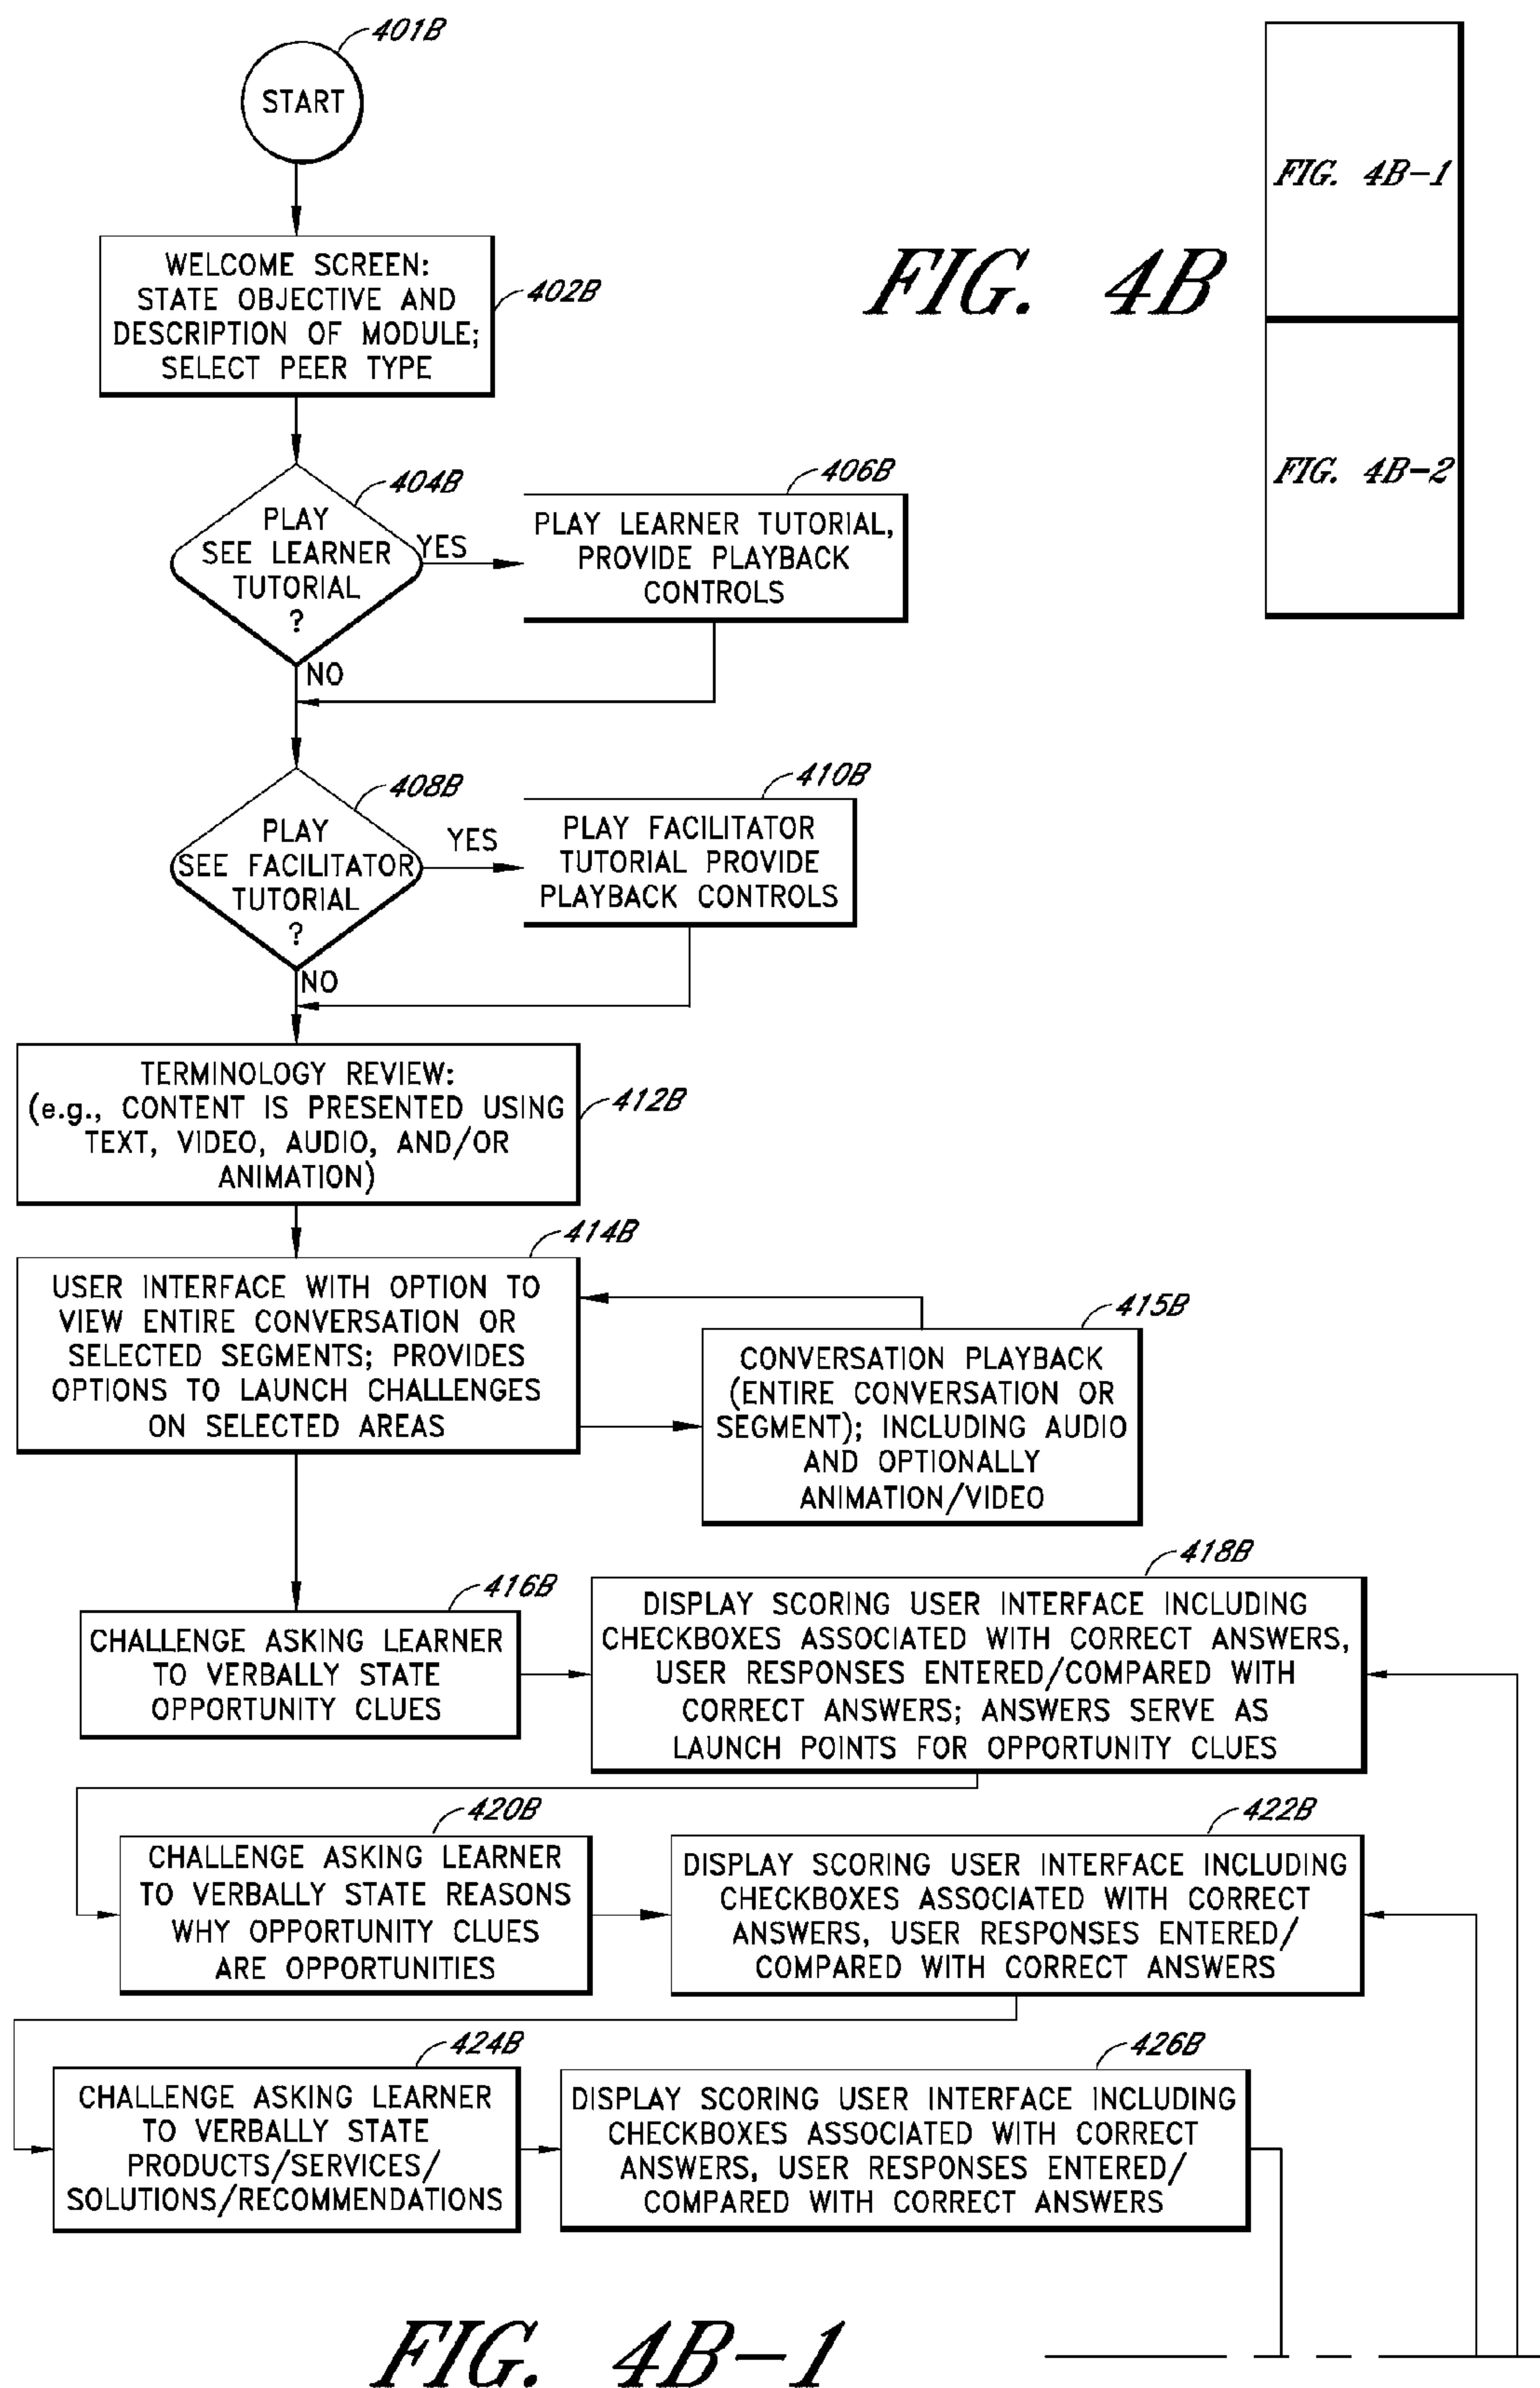 401B
START
WELCOME SCREEN:
STATE OBJECTIVE AND
DESCRIPTION OF MODULE;
SELECT PEER TYPE
402B
FIG. 4B
FIG. 4B-1
FIG. 4B-2
404B
PLAY
SEE LEARNER
TUTORIAL
?
YES
NO
406B
PLAY LEARNER TUTORIAL,
PROVIDE PLAYBACK
CONTROLS
408B
PLAY
SEE FACILITATOR
TUTORIAL
?
YES
NO
410B
PLAY FACILITATOR
TUTORIAL PROVIDE
PLAYBACK CONTROLS
TERMINOLOGY REVIEW:
(e.g., CONTENT IS PRESENTED USING
TEXT, VIDEO, AUDIO, AND/OR
ANIMATION)
412B
414B
USER INTERFACE WITH OPTION TO
VIEW ENTIRE CONVERSATION OR
SELECTED SEGMENTS; PROVIDES
OPTIONS TO LAUNCH CHALLENGES
ON SELECTED AREAS
415B
CONVERSATION PLAYBACK
(ENTIRE CONVERSATION OR
SEGMENT); INCLUDING AUDIO
AND OPTIONALLY
ANIMATION/VIDEO
416B
CHALLENGE ASKING LEARNER
TO VERBALLY STATE
OPPORTUNITY CLUES
418B
DISPLAY SCORING USER INTERFACE INCLUDING
CHECKBOXES ASSOCIATED WITH CORRECT ANSWERS,
USER RESPONSES ENTERED/COMPARED WITH
CORRECT ANSWERS; ANSWERS SERVE AS
LAUNCH POINTS FOR OPPORTUNITY CLUES
420B
CHALLENGE ASKING LEARNER
TO VERBALLY STATE REASONS
WHY OPPORTUNITY CLUES
ARE OPPORTUNITIES
422B
DISPLAY SCORING USER INTERFACE INCLUDING
CHECKBOXES ASSOCIATED WITH CORRECT
ANSWERS, USER RESPONSES ENTERED/
COMPARED WITH CORRECT ANSWERS
424B
CHALLENGE ASKING LEARNER
TO VERBALLY STATE
PRODUCTS/SERVICES/
SOLUTIONS/RECOMMENDATIONS
426B
DISPLAY SCORING USER INTERFACE INCLUDING
CHECKBOXES ASSOCIATED WITH CORRECT
ANSWERS, USER RESPONSES ENTERED/
COMPARED WITH CORRECT ANSWERS
FIG. 4B-1